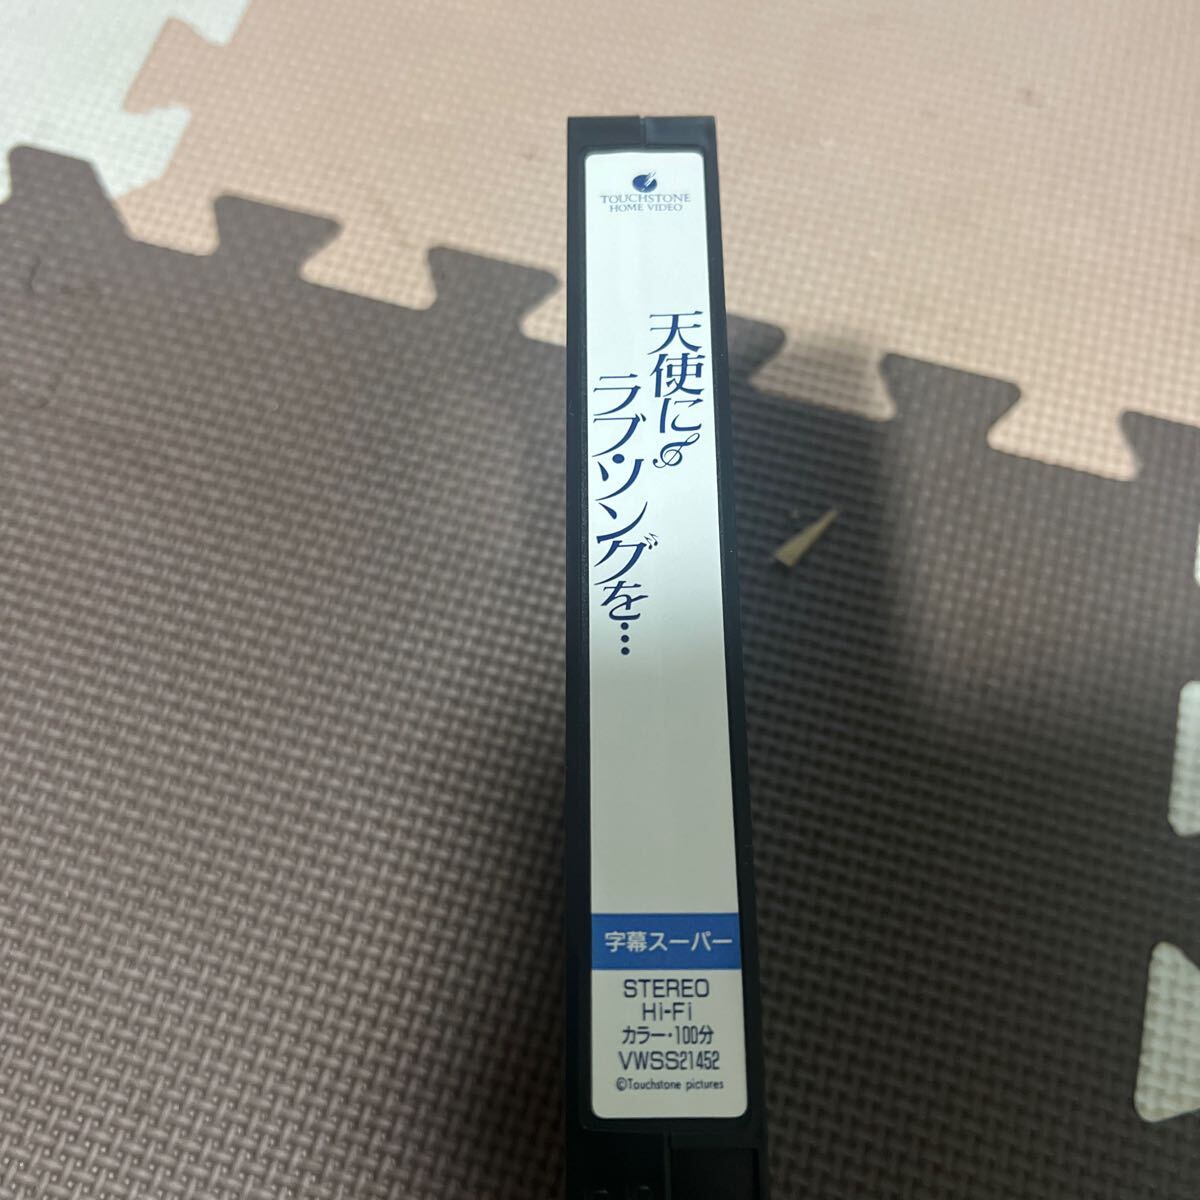 TOUCHSTONE
HOME VIDEO
天使に
ラブ・ソングを…
字幕スーパー
STEREO
Hi-Fi
カラー・100分
VWSS21452
©Touchstone pictures